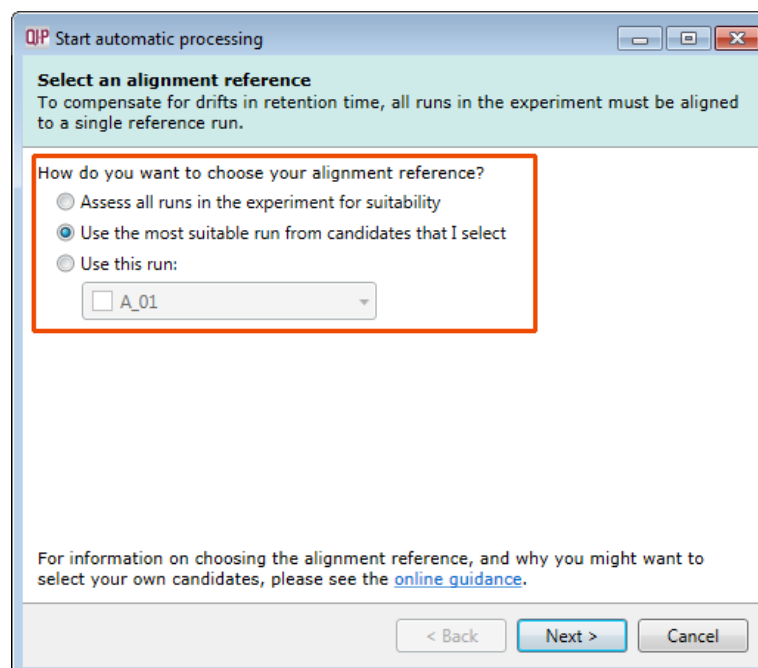 QIP Start automatic processing
Select an alignment reference
To compensate for drifts in retention time, all runs in the experiment must be aligned
to a single reference run.
How do you want to choose your alignment reference?
Assess all runs in the experiment for suitability
Use the most suitable run from candidates that I select
Use this run:
A_01
For information on choosing the alignment reference, and why you might want to
select your own candidates, please see the online guidance.
< Back Next > Cancel